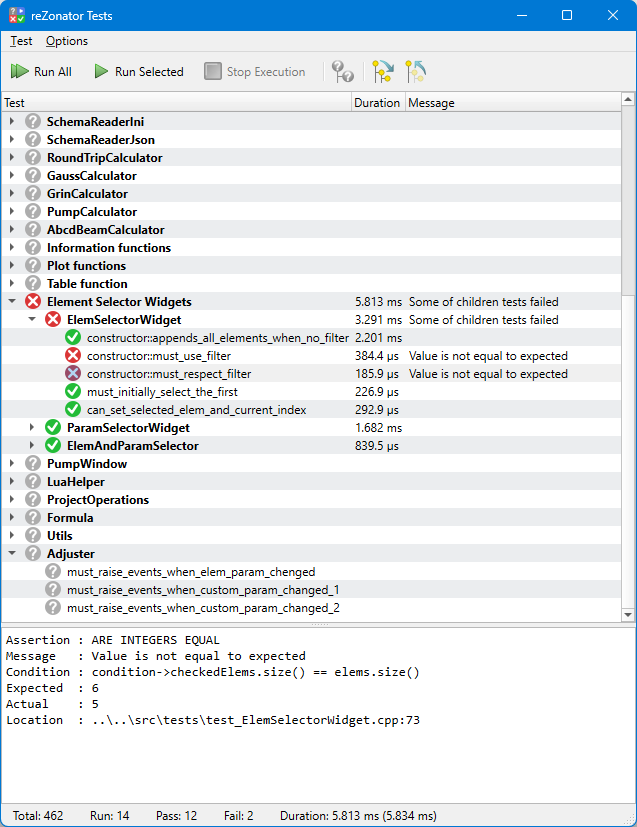 reZonator Tests
Test Options
Run All Run Selected Stop Execution
Test Duration Message
SchemaReaderIni
SchemaReaderJson
RoundTripCalculator
GaussCalculator
GrinCalculator
PumpCalculator
AbcdBeamCalculator
Information functions
Plot functions
Table function
Element Selector Widgets 5.813 ms Some of children tests failed
ElemSelectorWidget 3.291 ms Some of children tests failed
constructor::appends_all_elements_when_no_filter 2.201 ms
constructor::must_use_filter 384.4 µs Value is not equal to expected
constructor::must_respect_filter 185.9 µs Value is not equal to expected
must_initially_select_the_first 226.9 µs
can_set_selected_elem_and_current_index 292.9 µs
ParamSelectorWidget 1.682 ms
ElemAndParamSelector 839.5 µs
PumpWindow
LuaHelper
ProjectOperations
Formula
Utils
Adjuster
must_raise_events_when_elem_param_chenged
must_raise_events_when_custom_param_changed_1
must_raise_events_when_custom_param_changed_2
Assertion : ARE INTEGERS EQUAL
Message : Value is not equal to expected
Condition : condition->checkedElems.size() == elems.size()
Expected : 6
Actual : 5
Location : ..\..\src\tests\test_ElemSelectorWidget.cpp:73
Total: 462 Run: 14 Pass: 12 Fail: 2 Duration: 5.813 ms (5.834 ms)